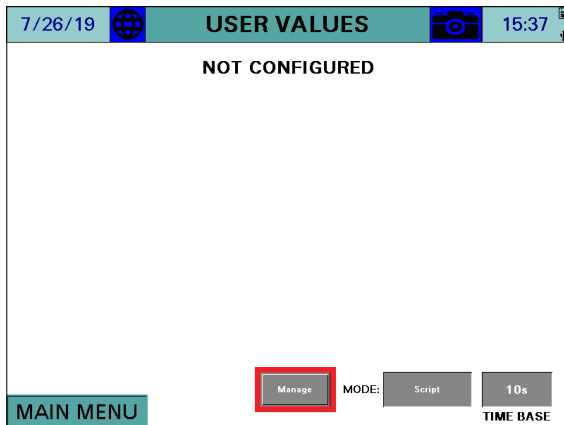 7/26/19 USER VALUES 15:37
NOT CONFIGURED
Manage MODE: Script 10s
MAIN MENU TIME BASE